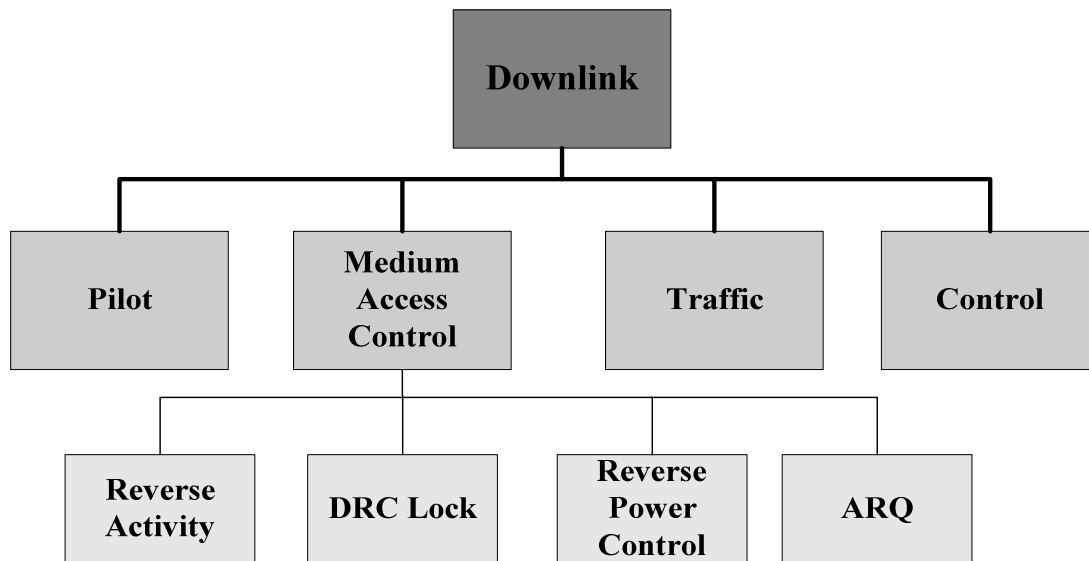 Downlink
Pilot
Medium
Access
Control
Traffic
Control
Reverse
Activity
DRC Lock
Reverse
Power
Control
ARQ